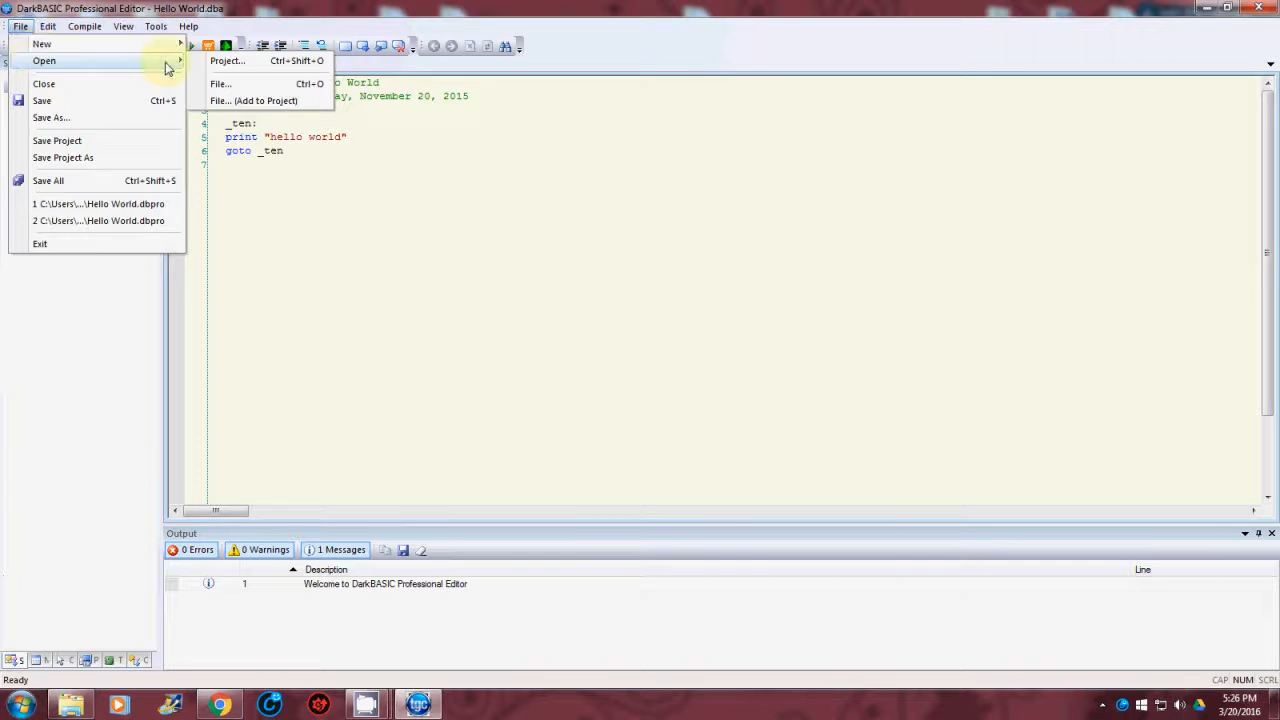 DarkBASIC Professional Editor - Hello World.dba
File Edit Compile View Tools Help
New
Open
Close
Save Ctrl+S
Save As...
Save Project
Save Project As
Save All Ctrl+Shift+S
1 C:\Users\...\Hello World.dbpro
2 C:\Users\...\Hello World.dbpro
Exit
Project... Ctrl+Shift+O
File... Ctrl+O
File... (Add to Project)
World
November 20, 2015
4 _ten:
5 print "hello world"
6 goto _ten
7
Output
0 Errors 0 Warnings 1 Messages
Description Line
1 Welcome to DarkBASIC Professional Editor
S C P T C
Ready CAP NUM SCRL
tgc
5:26 PM
3/20/2016